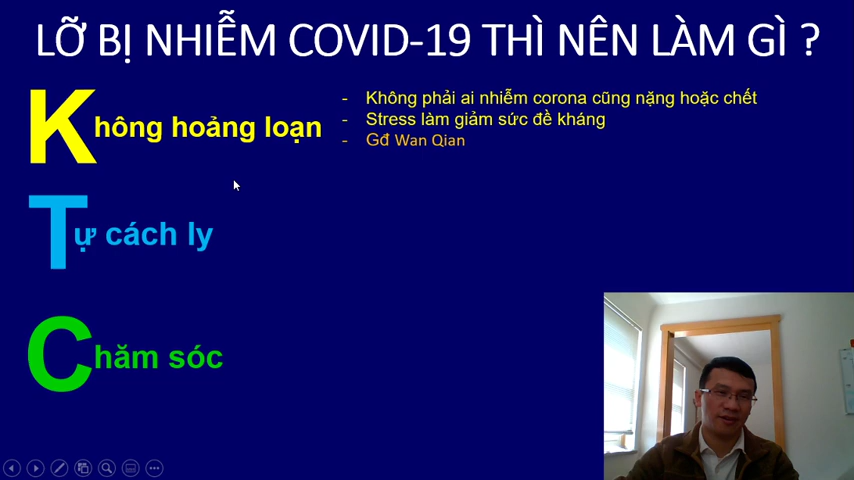 LỠ BỊ NHIỄM COVID-19 THÌ NÊN LÀM GÌ ?
Không hoảng loạn
- Không phải ai nhiễm corona cũng nặng hoặc chết
- Stress làm giảm sức đề kháng
- Gđ Wan Qian
Tự cách ly
Chăm sóc